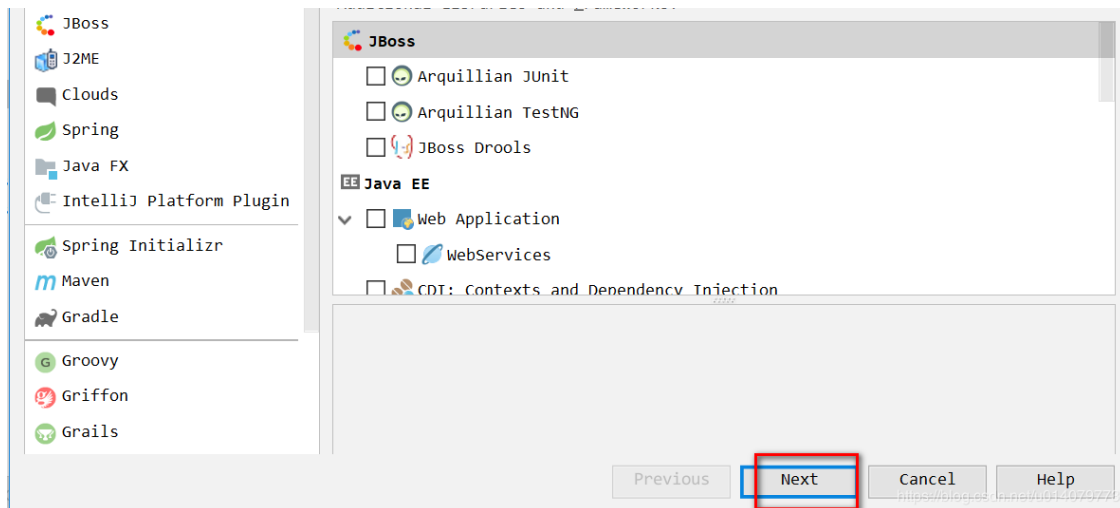 JBoss
J2ME
Clouds
Spring
Java FX
IntelliJ Platform Plugin
Spring Initializr
Maven
Gradle
Groovy
Griffon
Grails
JBoss
Arquillian JUnit
Arquillian TestNG
JBoss Drools
Java EE
Web Application
WebServices
CDI: Contexts and Dependency Injection
Previous
Next
Cancel
Help